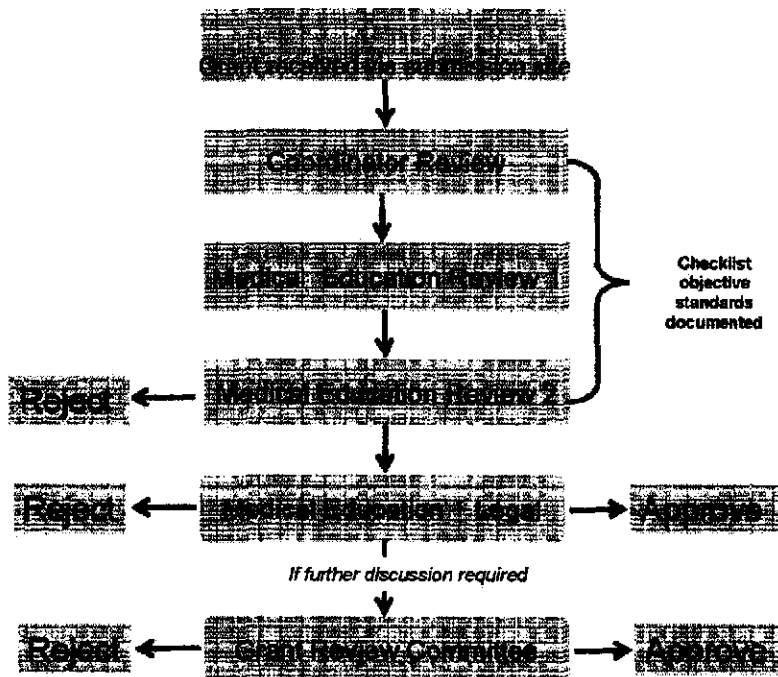 Grant received via submission site
Coordinator Review
Medical Education Review 1
Checklist
objective
standards
documented
Reject
Medical Education Review 2
Reject
Medical Education + Legal
Approve
If further discussion required
Reject
Grant Review Committee
Approve